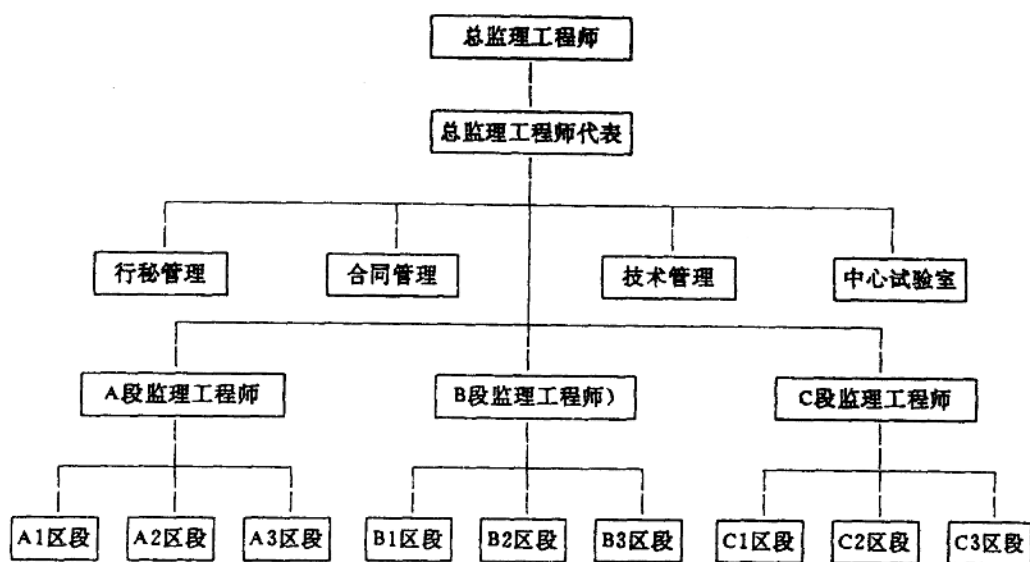 总监理工程师
总监理工程师代表
行秘管理
合同管理
技术管理
中心试验室
A段监理工程师
B段监理工程师）
C段监理工程师
A1区段
A2区段
A3区段
B1区段
B2区段
B3区段
C1区段
C2区段
C3区段